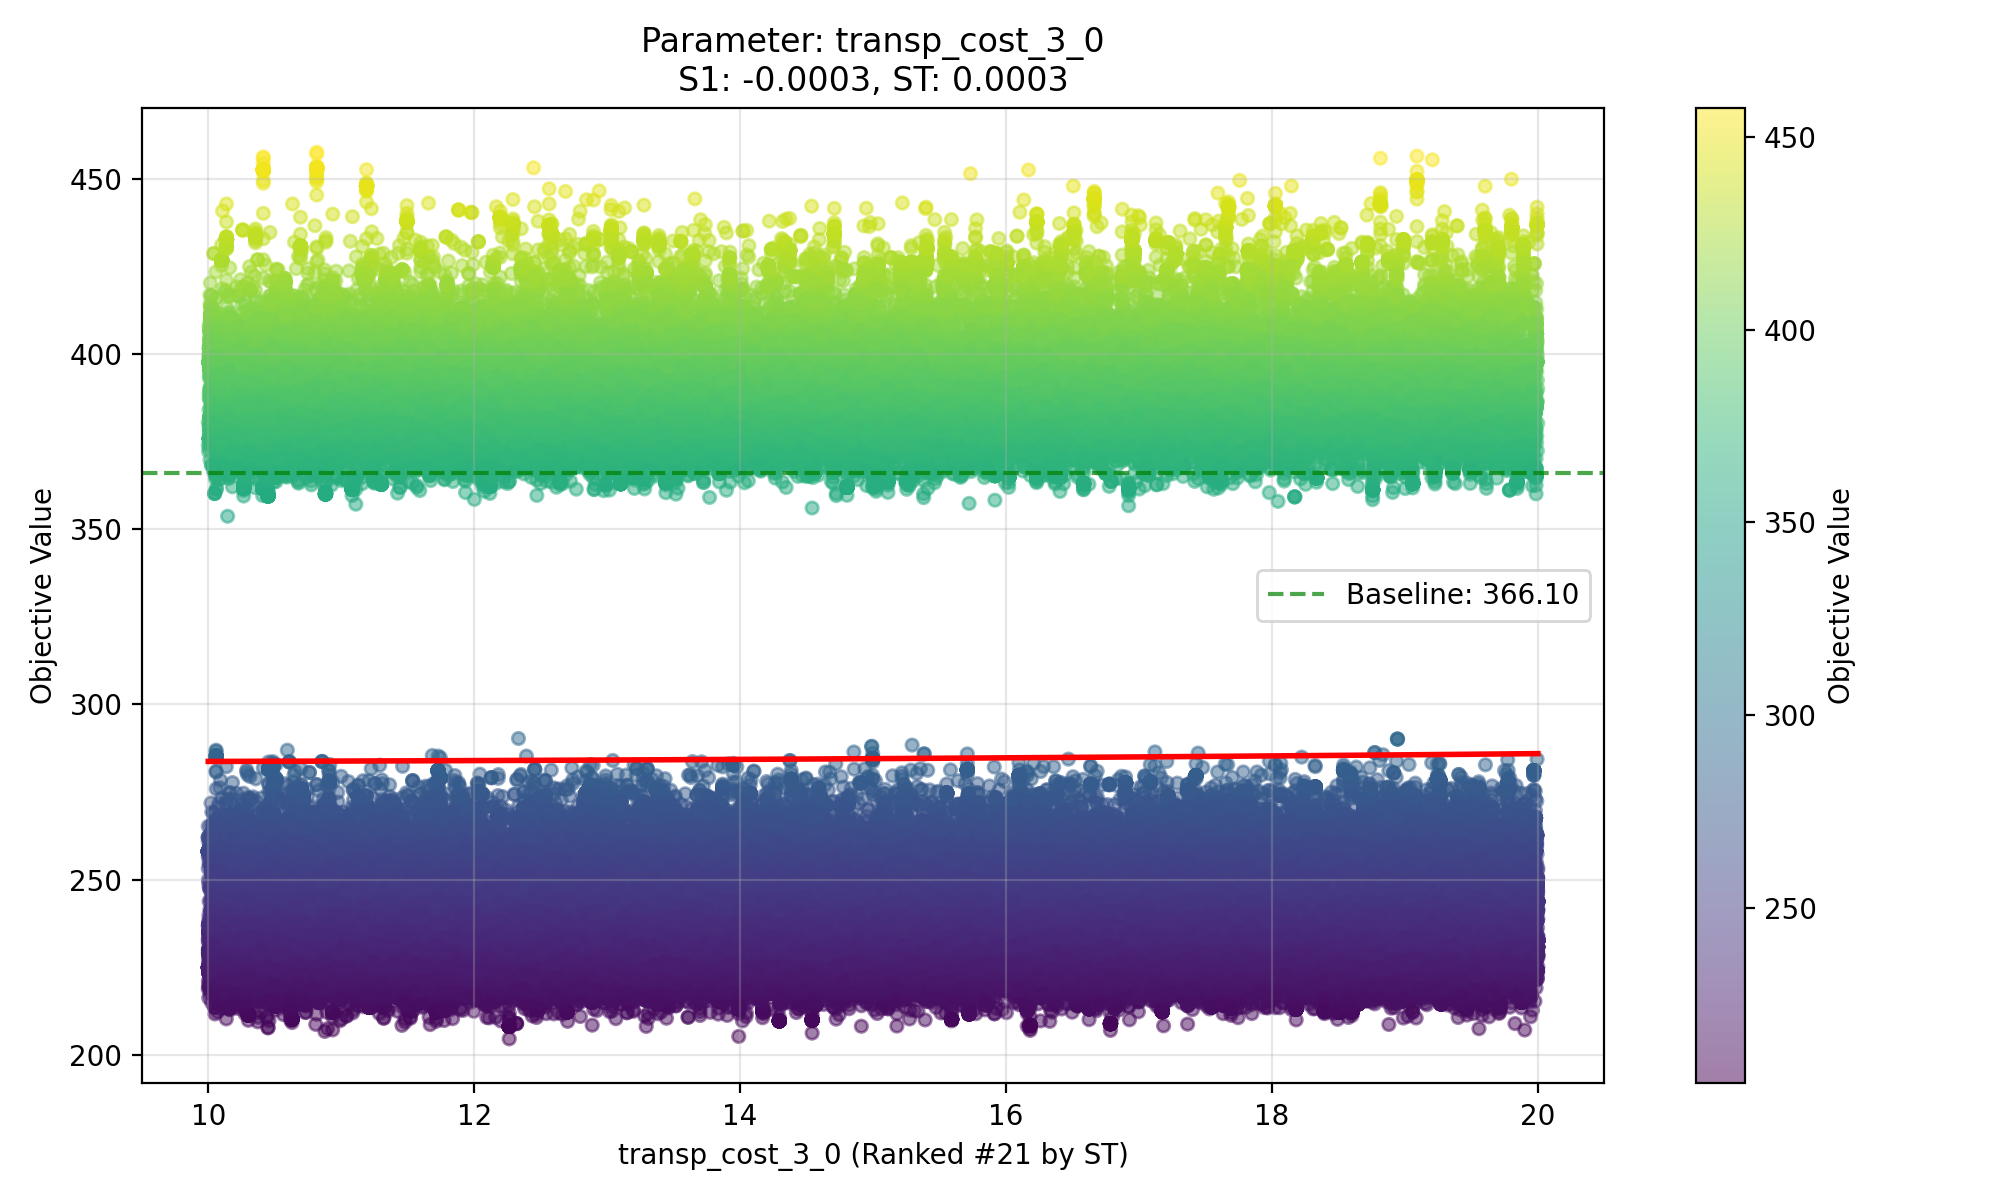 Parameter: transp_cost_3_0
S1: -0.0003, ST: 0.0003
Objective Value
450
400
350
300
250
200
Baseline: 366.10
10
12
14
16
18
20
transp_cost_3_0 (Ranked #21 by ST)
450
400
350
300
250
Objective Value